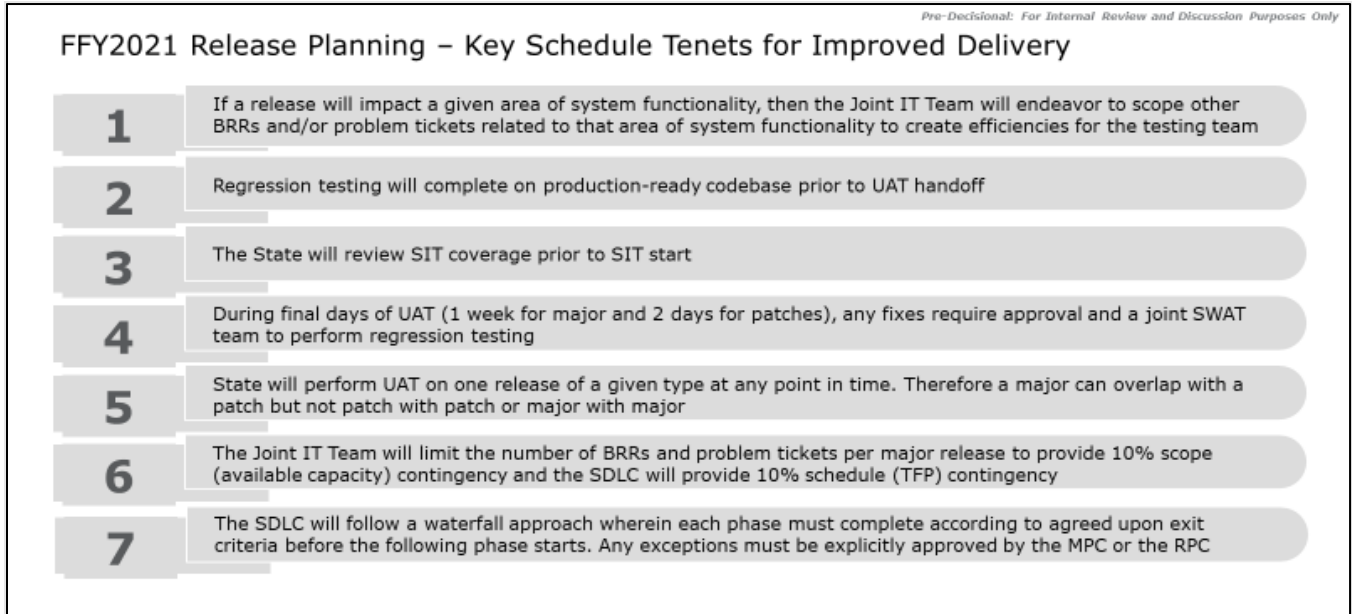 Pre-Decisional: For Internal Review and Discussion Purposes Only
FFY2021 Release Planning – Key Schedule Tenets for Improved Delivery
1
If a release will impact a given area of system functionality, then the Joint IT Team will endeavor to scope other
BRRs and/or problem tickets related to that area of system functionality to create efficiencies for the testing team
2
Regression testing will complete on production-ready codebase prior to UAT handoff
3
The State will review SIT coverage prior to SIT start
4
During final days of UAT (1 week for major and 2 days for patches), any fixes require approval and a joint SWAT
team to perform regression testing
5
State will perform UAT on one release of a given type at any point in time. Therefore a major can overlap with a
patch but not patch with patch or major with major
6
The Joint IT Team will limit the number of BRRs and problem tickets per major release to provide 10% scope
(available capacity) contingency and the SDLC will provide 10% schedule (TFP) contingency
7
The SDLC will follow a waterfall approach wherein each phase must complete according to agreed upon exit
criteria before the following phase starts. Any exceptions must be explicitly approved by the MPC or the RPC